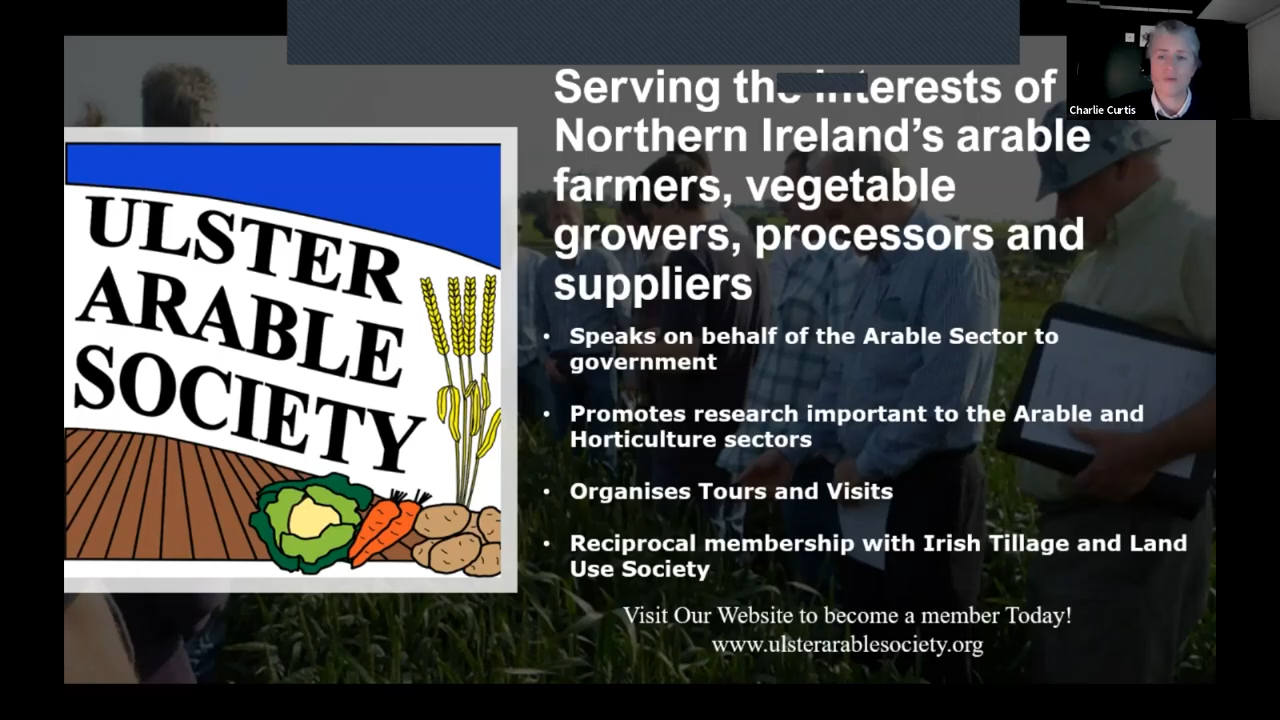 Serving the interests of
Northern Ireland’s arable
farmers, vegetable
growers, processors and
suppliers
Charlie Curtis
ULSTER
ARABLE
SOCIETY
• Speaks on behalf of the Arable Sector to
government
• Promotes research important to the Arable and
Horticulture sectors
• Organises Tours and Visits
• Reciprocal membership with Irish Tillage and Land
Use Society
Visit Our Website to become a member Today!
www.ulsterarablesociety.org